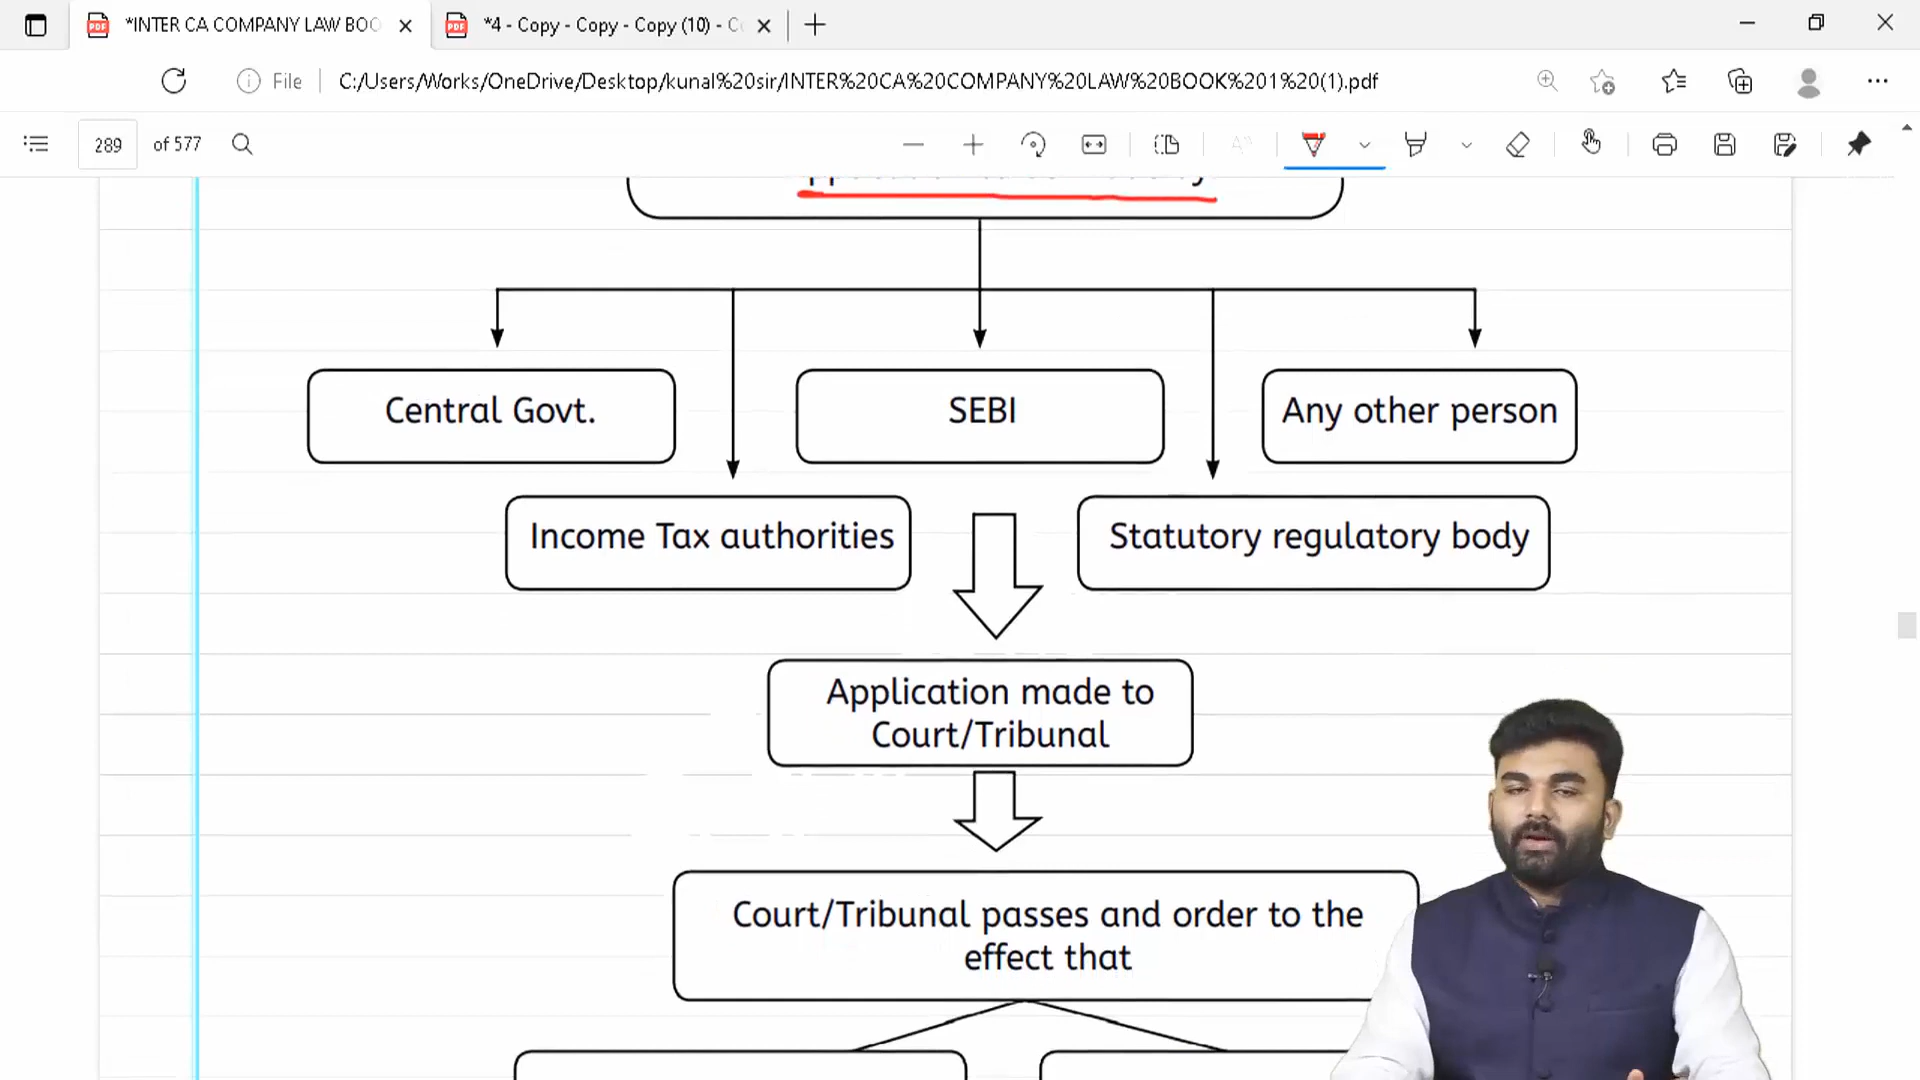 *INTER CA COMPANY LAW BOO
*4 - Copy - Copy - Copy (10) - C
File
C:/Users/Works/OneDrive/Desktop/kunal%20sir/INTER%20CA%20COMPANY%20LAW%20BOOK%201%20(1).pdf
289 of 577
Central Govt.
SEBI
Any other person
Income Tax authorities
Statutory regulatory body
Application made to
Court/Tribunal
Court/Tribunal passes and order to the
effect that